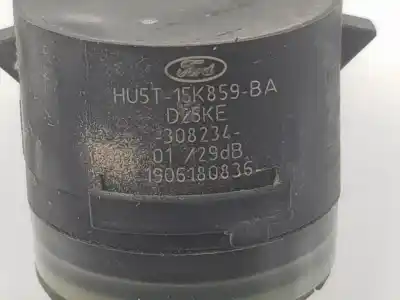 Ford
HU5T-15K859-BA
D25KE
-308234-
01 /29dB
1906180836